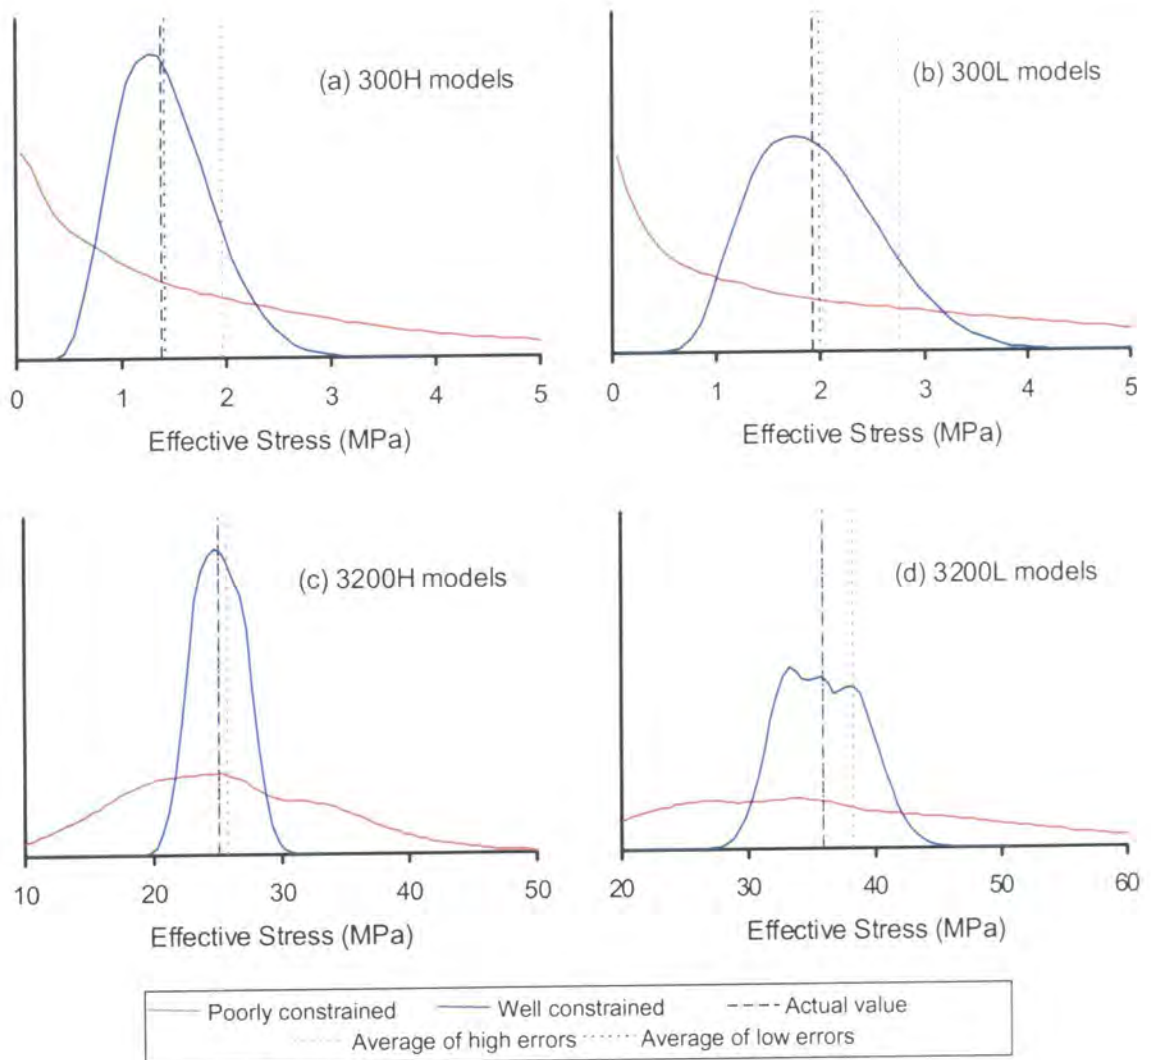 (a) 300H models
0 1 2 3 4 5
Effective Stress (MPa)
(b) 300L models
0 1 2 3 4 5
Effective Stress (MPa)
(c) 3200H models
10 20 30 40 50
Effective Stress (MPa)
(d) 3200L models
20 30 40 50 60
Effective Stress (MPa)
Poorly constrained Well constrained Actual value
Average of high errors Average of low errors